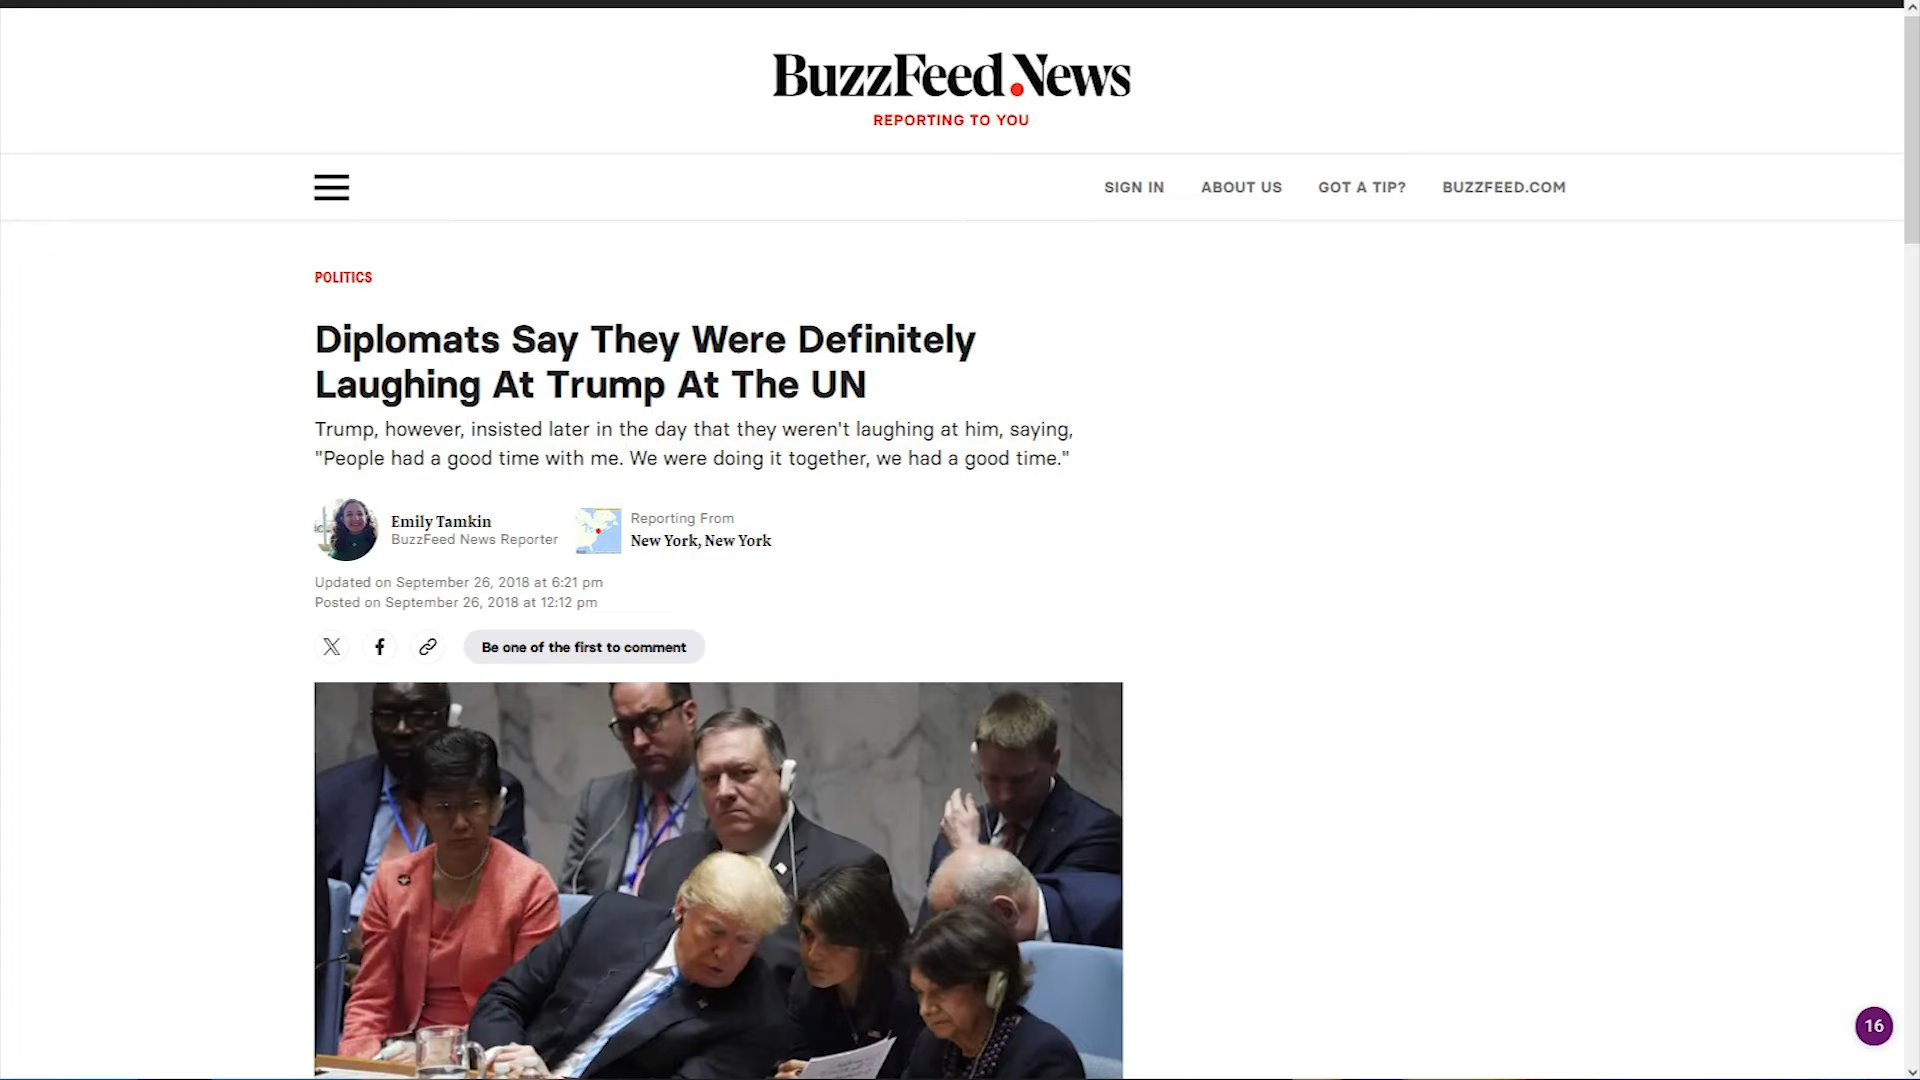 BuzzFeed News
REPORTING TO YOU
SIGN IN ABOUT US GOT A TIP? BUZZFEED.COM
POLITICS
Diplomats Say They Were Definitely
Laughing At Trump At The UN
Trump, however, insisted later in the day that they weren't laughing at him, saying,
"People had a good time with me. We were doing it together, we had a good time."
Emily Tamkin
BuzzFeed News Reporter
Reporting From
New York, New York
Updated on September 26, 2018 at 6:21 pm
Posted on September 26, 2018 at 12:12 pm
Be one of the first to comment
16